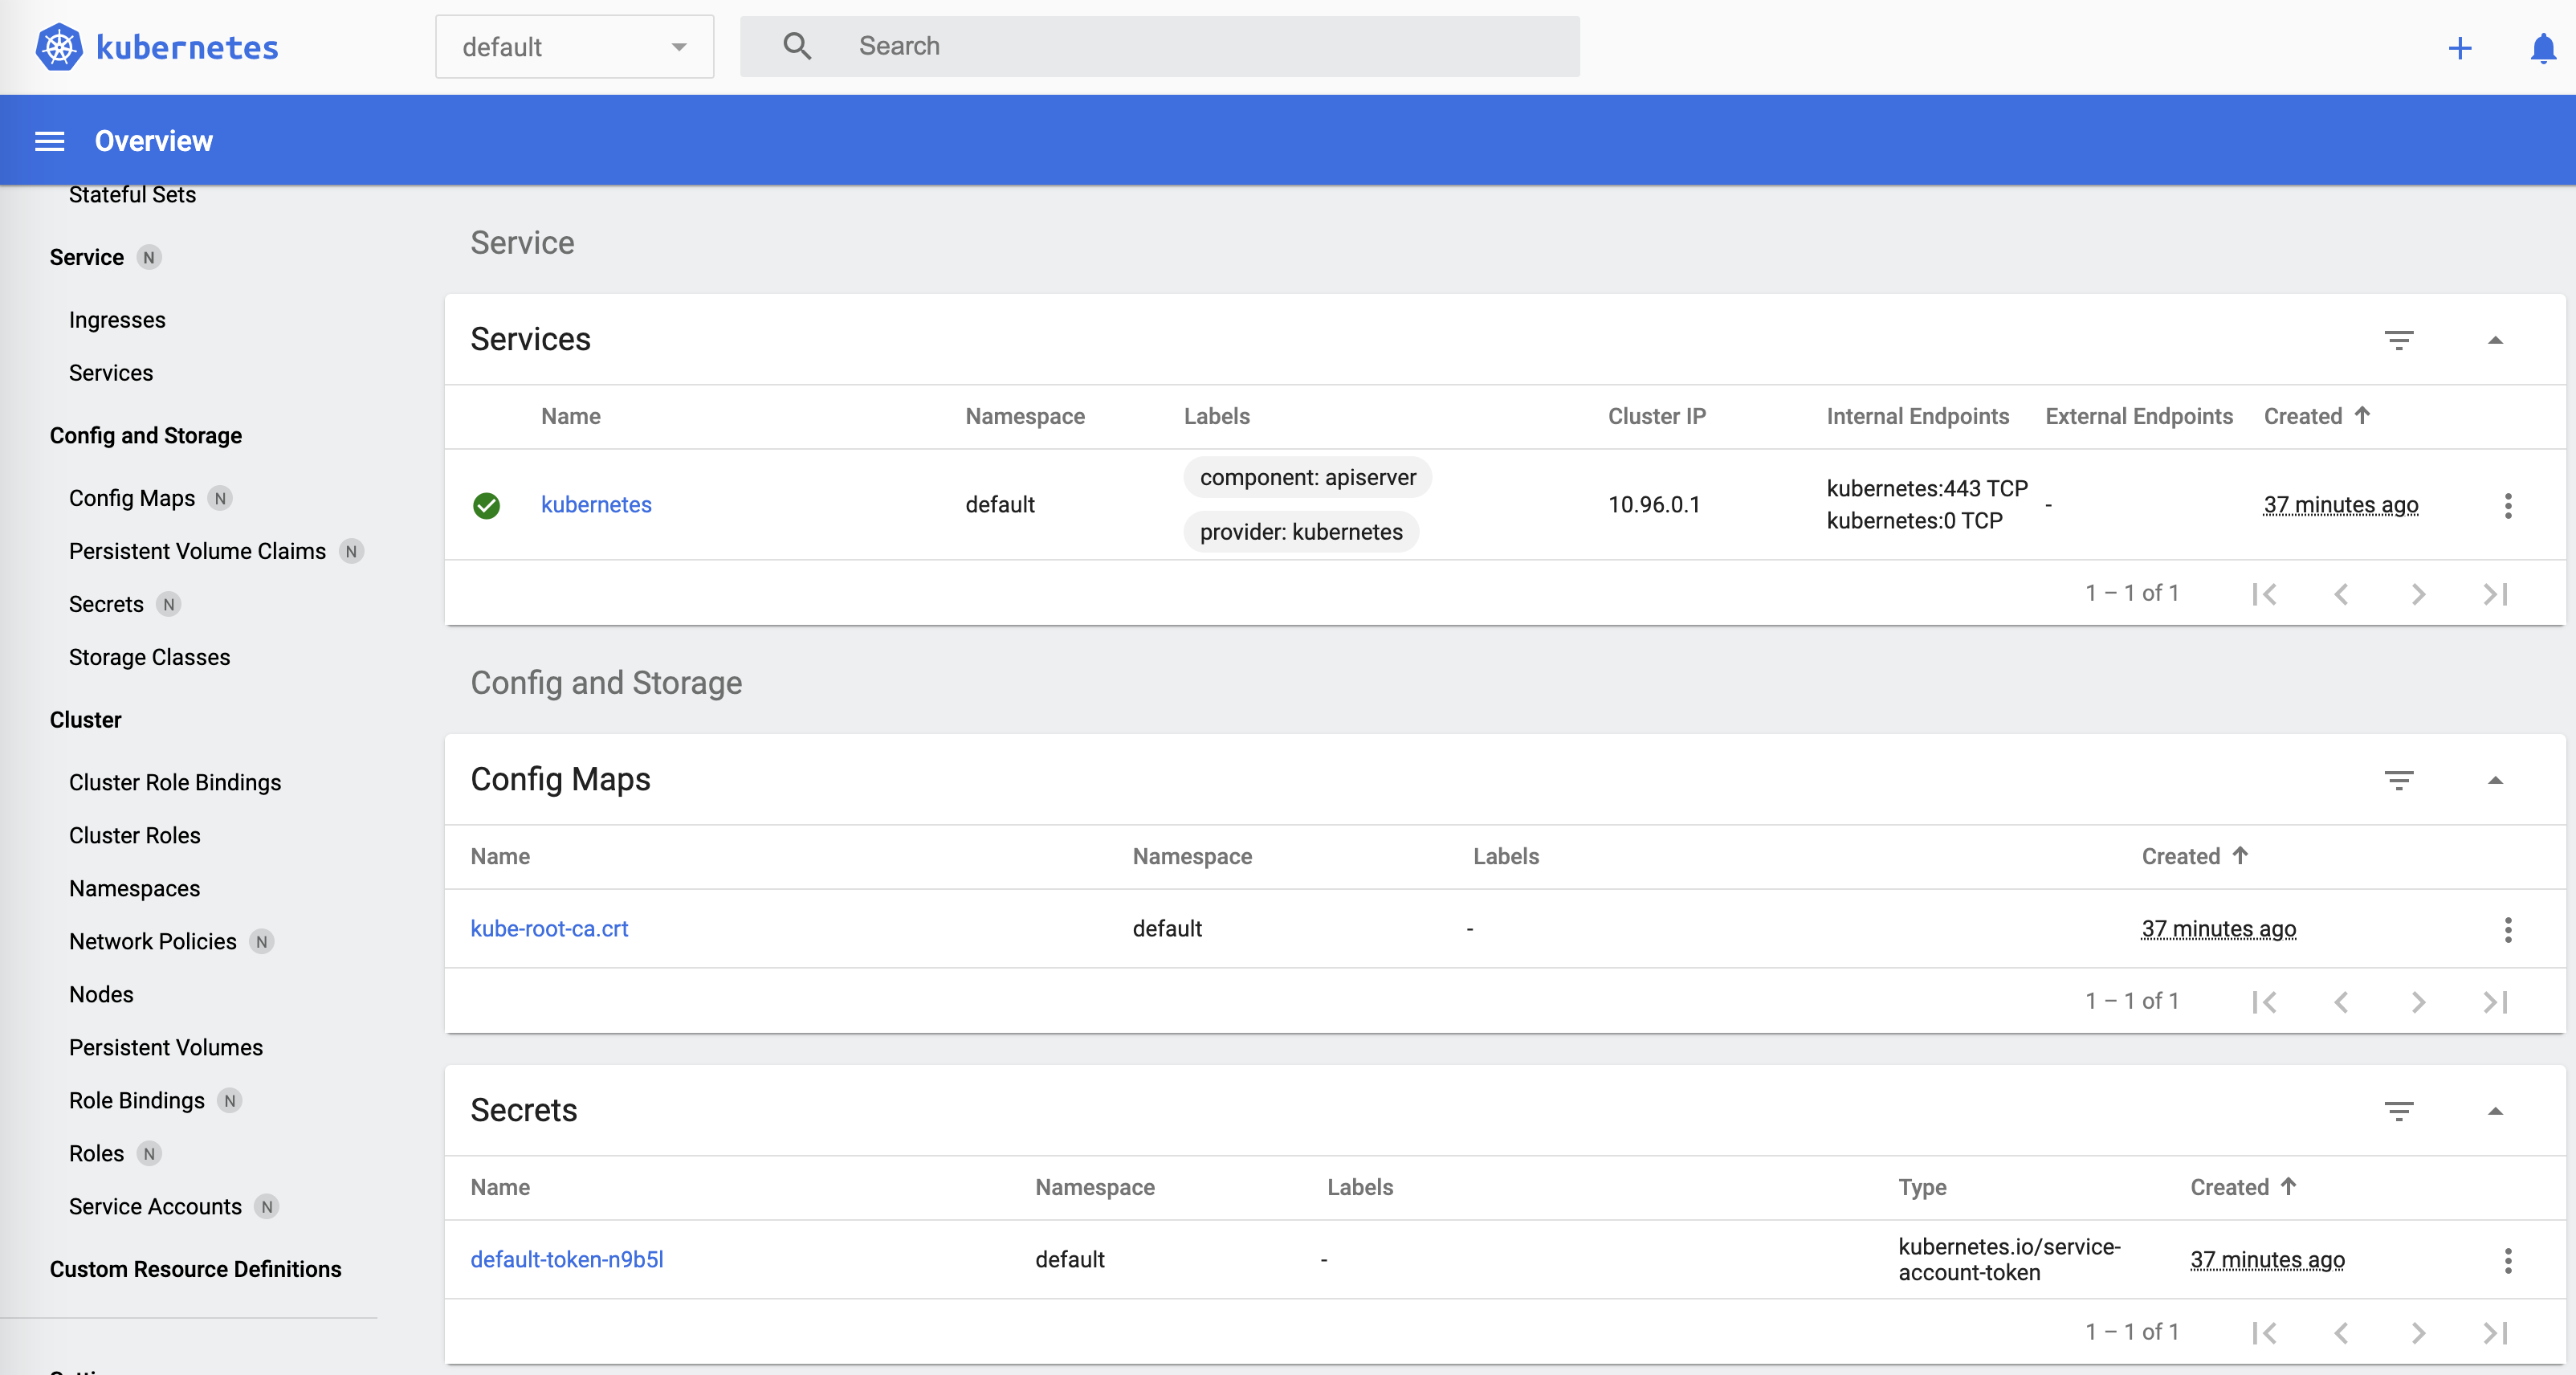 kubernetes
default
Search
Overview
Stateful Sets
Service N
Ingresses
Services
Config and Storage
Config Maps N
Persistent Volume Claims N
Secrets N
Storage Classes
Cluster
Cluster Role Bindings
Cluster Roles
Namespaces
Network Policies N
Nodes
Persistent Volumes
Role Bindings N
Roles N
Service Accounts N
Custom Resource Definitions
Service
Services
Name Namespace Labels Cluster IP Internal Endpoints External Endpoints Created
kubernetes default component: apiserver provider: kubernetes 10.96.0.1 kubernetes:443 TCP kubernetes:0 TCP - 37 minutes ago
1 – 1 of 1
Config and Storage
Config Maps
Name Namespace Labels Created
kube-root-ca.crt default - 37 minutes ago
1 – 1 of 1
Secrets
Name Namespace Labels Type Created
default-token-n9b5l default - kubernetes.io/service-account-token 37 minutes ago
1 – 1 of 1